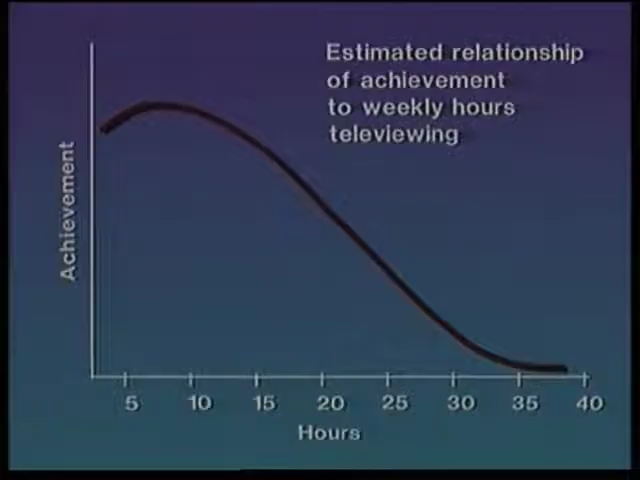 Estimated relationship
of achievement
to weekly hours
televiewing
Achievement
5 10 15 20 25 30 35 40
Hours